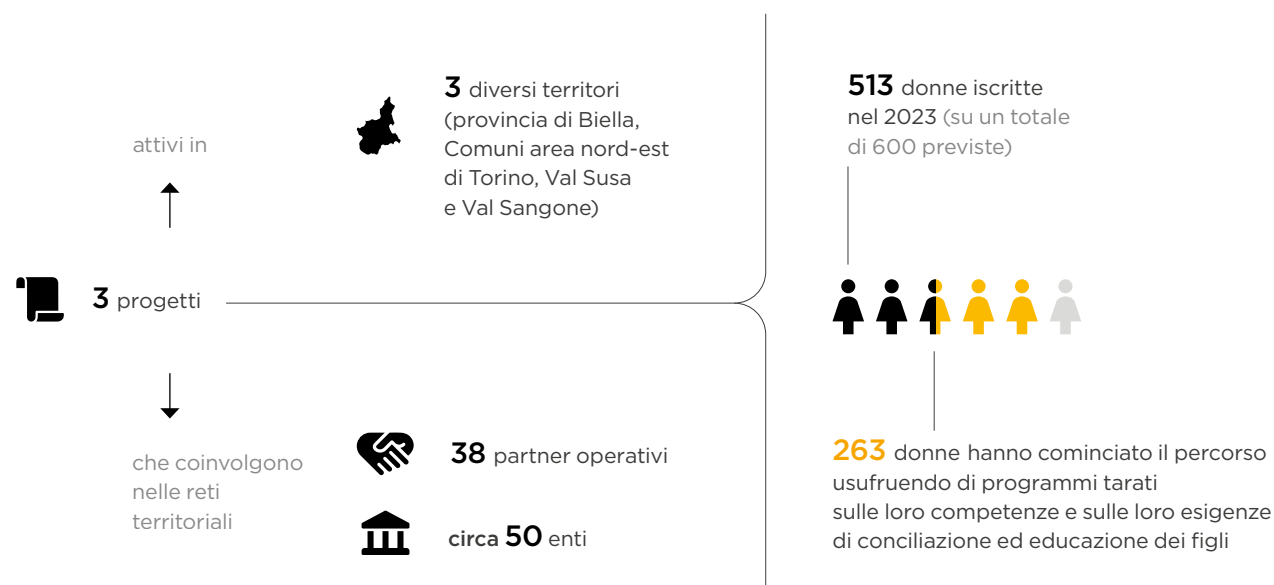 attivi in
3 diversi territori
(provincia di Biella,
Comuni area nord-est
di Torino, Val Susa
e Val Sangone)
3 progetti
che coinvolgono
nelle reti
territoriali
38 partner operativi
circa 50 enti
513 donne iscritte
nel 2023 (su un totale
di 600 previste)
263 donne hanno cominciato il percorso
usufruendo di programmi tarati
sulle loro competenze e sulle loro esigenze
di conciliazione ed educazione dei figli